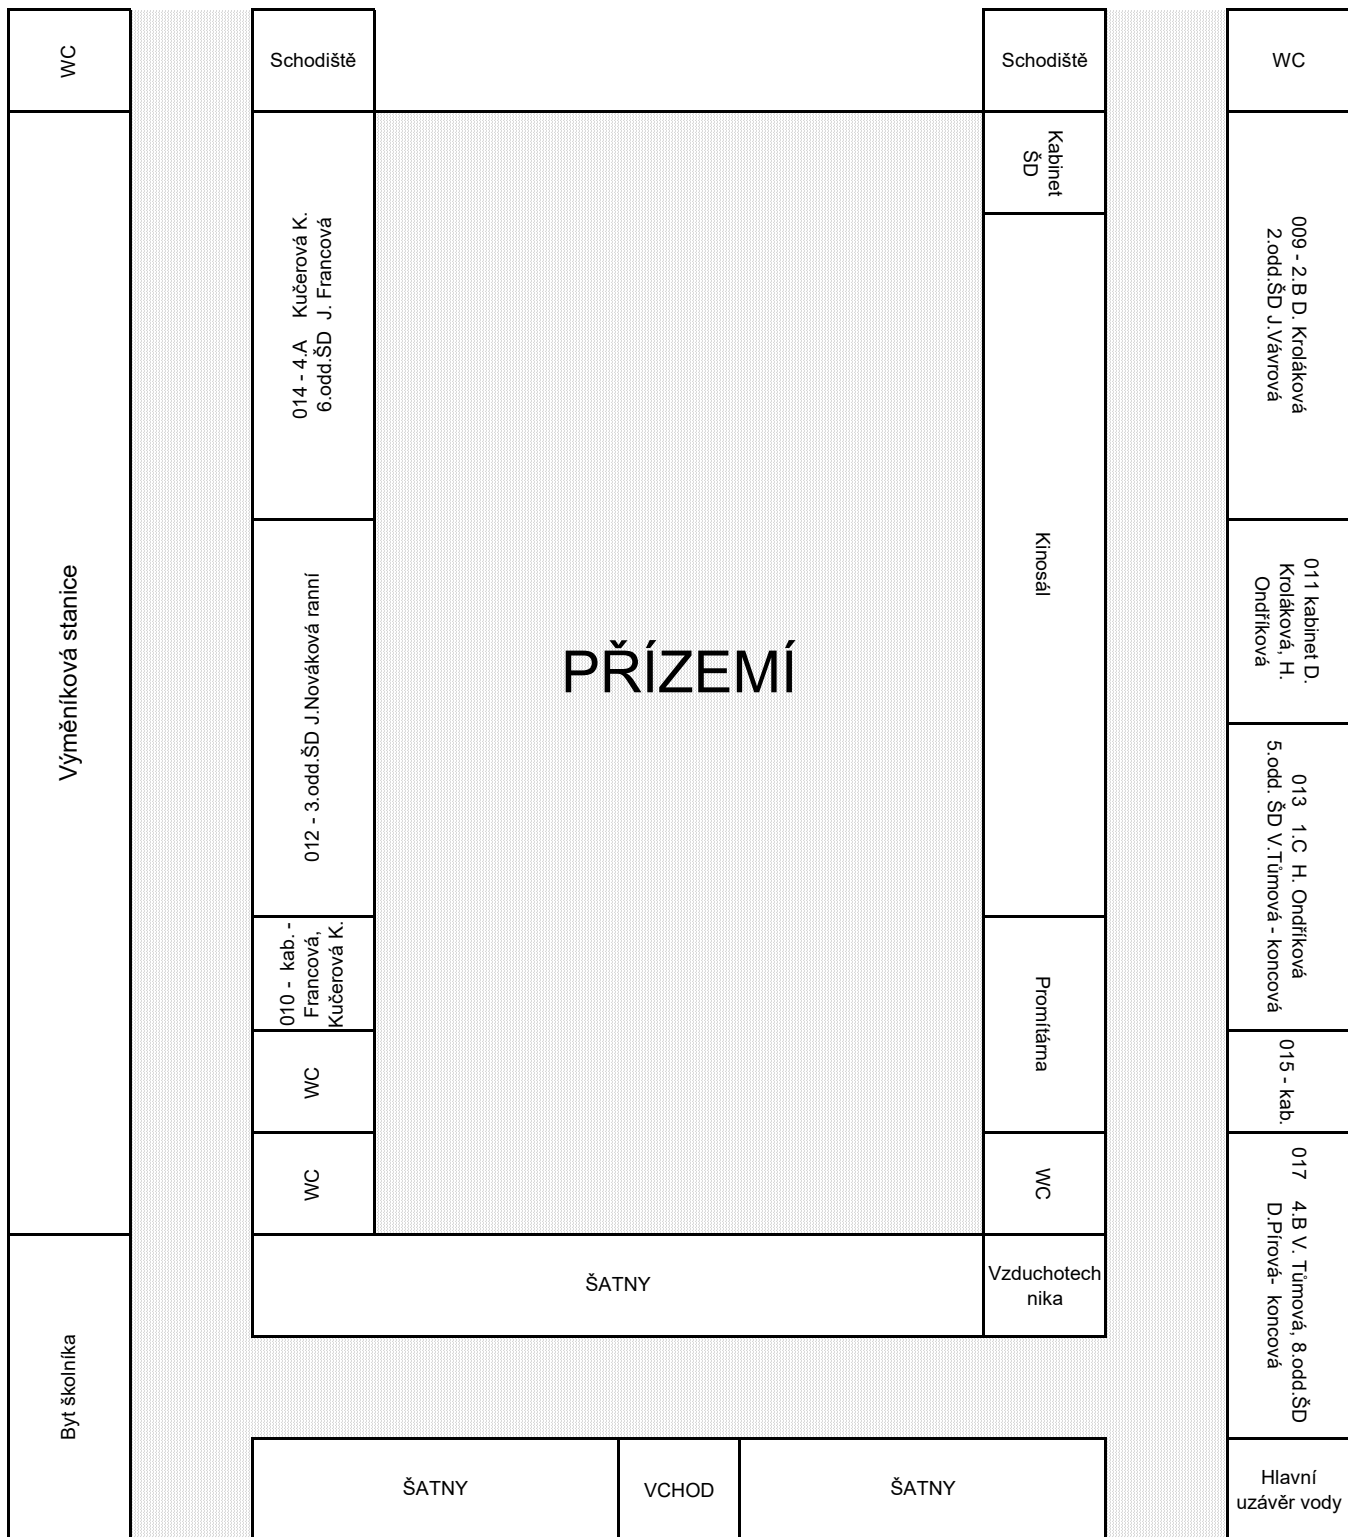 WC
Schodiště
Schodiště
WC
Kabinet
ŠD
014 - 4.A Kučerová K.
6.odd.ŠD J. Francová
009 - 2.B D. Kroláková
2.odd.ŠD J.Vávrová
Výměníková stanice
012 - 3.odd.ŠD J.Nováková ranní
PŘÍZEMÍ
Kinosál
011 kabinet D.
Kroláková, H.
Ondříková
013 1.C H. Ondříková
5.odd. ŠD V.Tůmová - koncová
010 - kab. -
Francová,
Kučerová K.
Promítárna
WC
015 - kab.
WC
WC
017 4.B V. Tůmová, 8.odd.ŠD
D.Pírová- koncová
ŠATNY
Vzduchotech
nika
Byt školníka
ŠATNY
VCHOD
ŠATNY
Hlavní
uzávěr vody